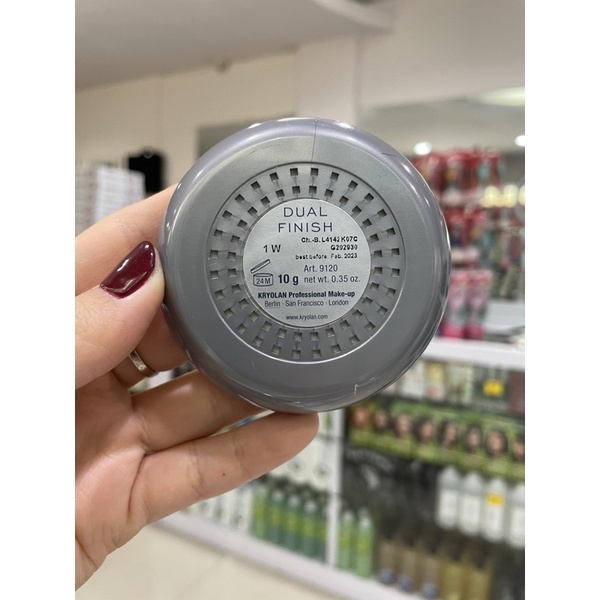 DUAL
FINISH
1 W
Ch.-B. L4142 K07C
G202930
best before Feb. 2023
24M
Art. 9120
10 g net wt. 0.35 oz.
KRYOLAN Professional Make-up
Berlin · San Francisco · London
www.kryolan.com